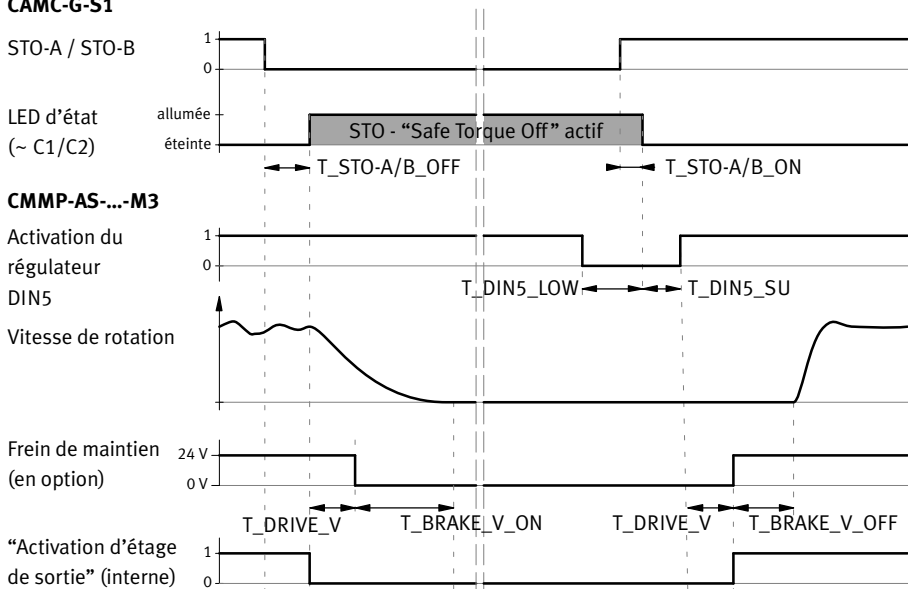 CAMC-G-S1
STO-A / STO-B
1
0
LED d’état
(~ C1/C2)
allumée
éteinte
STO - “Safe Torque Off” actif
T_STO-A/B_OFF
T_STO-A/B_ON
CMMP-AS-...-M3
Activation du
régulateur
DIN5
1
0
T_DIN5_LOW
T_DIN5_SU
Vitesse de rotation
Frein de maintien
(en option)
24 V
0 V
T_DRIVE_V
T_BRAKE_V_ON
T_DRIVE_V
T_BRAKE_V_OFF
“Activation d’étage
de sortie” (interne)
1
0